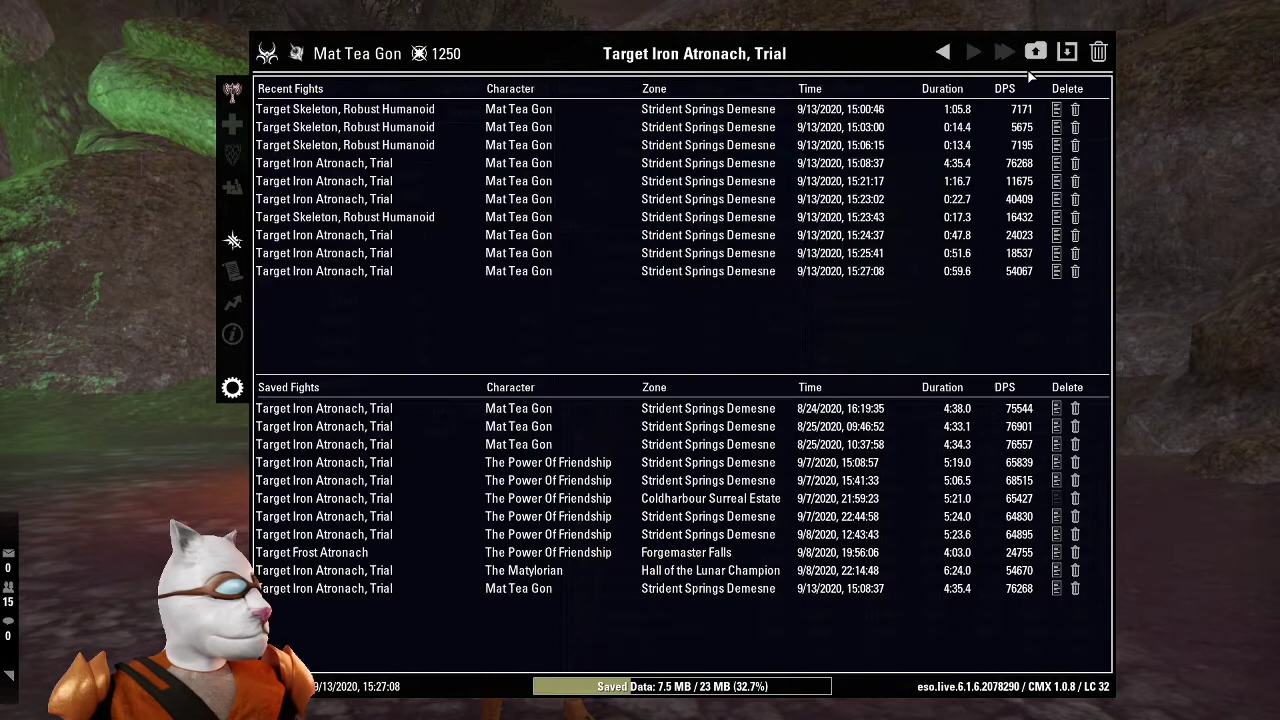 Mat Tea Gon 1250 Target Iron Atronach, Trial
Recent Fights Character Zone Time Duration DPS Delete
Target Skeleton, Robust Humanoid Mat Tea Gon Strident Springs Demesne 9/13/2020, 15:00:46 1:05.8 7171
Target Skeleton, Robust Humanoid Mat Tea Gon Strident Springs Demesne 9/13/2020, 15:03:00 0:14.4 5675
Target Skeleton, Robust Humanoid Mat Tea Gon Strident Springs Demesne 9/13/2020, 15:06:15 0:13.4 7195
Target Iron Atronach, Trial Mat Tea Gon Strident Springs Demesne 9/13/2020, 15:08:37 4:35.4 76268
Target Iron Atronach, Trial Mat Tea Gon Strident Springs Demesne 9/13/2020, 15:21:17 1:16.7 11675
Target Iron Atronach, Trial Mat Tea Gon Strident Springs Demesne 9/13/2020, 15:23:02 0:22.7 40409
Target Skeleton, Robust Humanoid Mat Tea Gon Strident Springs Demesne 9/13/2020, 15:23:43 0:17.3 16432
Target Iron Atronach, Trial Mat Tea Gon Strident Springs Demesne 9/13/2020, 15:24:37 0:47.8 24023
Target Iron Atronach, Trial Mat Tea Gon Strident Springs Demesne 9/13/2020, 15:25:41 0:51.6 18537
Target Iron Atronach, Trial Mat Tea Gon Strident Springs Demesne 9/13/2020, 15:27:08 0:59.6 54067
Saved Fights Character Zone Time Duration DPS Delete
Target Iron Atronach, Trial Mat Tea Gon Strident Springs Demesne 8/24/2020, 16:19:35 4:38.0 75544
Target Iron Atronach, Trial Mat Tea Gon Strident Springs Demesne 8/25/2020, 09:46:52 4:33.1 76901
Target Iron Atronach, Trial Mat Tea Gon Strident Springs Demesne 8/25/2020, 10:37:58 4:34.3 76557
Target Iron Atronach, Trial The Power Of Friendship Strident Springs Demesne 9/7/2020, 15:08:57 5:19.0 65839
Target Iron Atronach, Trial The Power Of Friendship Strident Springs Demesne 9/7/2020, 15:41:33 5:06.5 68515
Target Iron Atronach, Trial The Power Of Friendship Coldharbour Surreal Estate 9/7/2020, 21:59:23 5:21.0 65427
Target Iron Atronach, Trial The Power Of Friendship Strident Springs Demesne 9/7/2020, 22:44:58 5:24.0 64830
Target Iron Atronach, Trial The Power Of Friendship Strident Springs Demesne 9/8/2020, 12:43:43 5:23.6 64895
Target Frost Atronach The Power Of Friendship Forgemaster Falls 9/8/2020, 19:56:06 4:03.0 24755
Target Iron Atronach, Trial The Matylorian Hall of the Lunar Champion 9/8/2020, 22:14:48 6:24.0 54670
Target Iron Atronach, Trial Mat Tea Gon Strident Springs Demesne 9/13/2020, 15:08:37 4:35.4 76268
0
15
0
9/13/2020, 15:27:08 Saved Data: 7.5 MB / 23 MB (32.7%) eso.live.6.1.6.2078290 / CMX 1.0.8 / LC 32